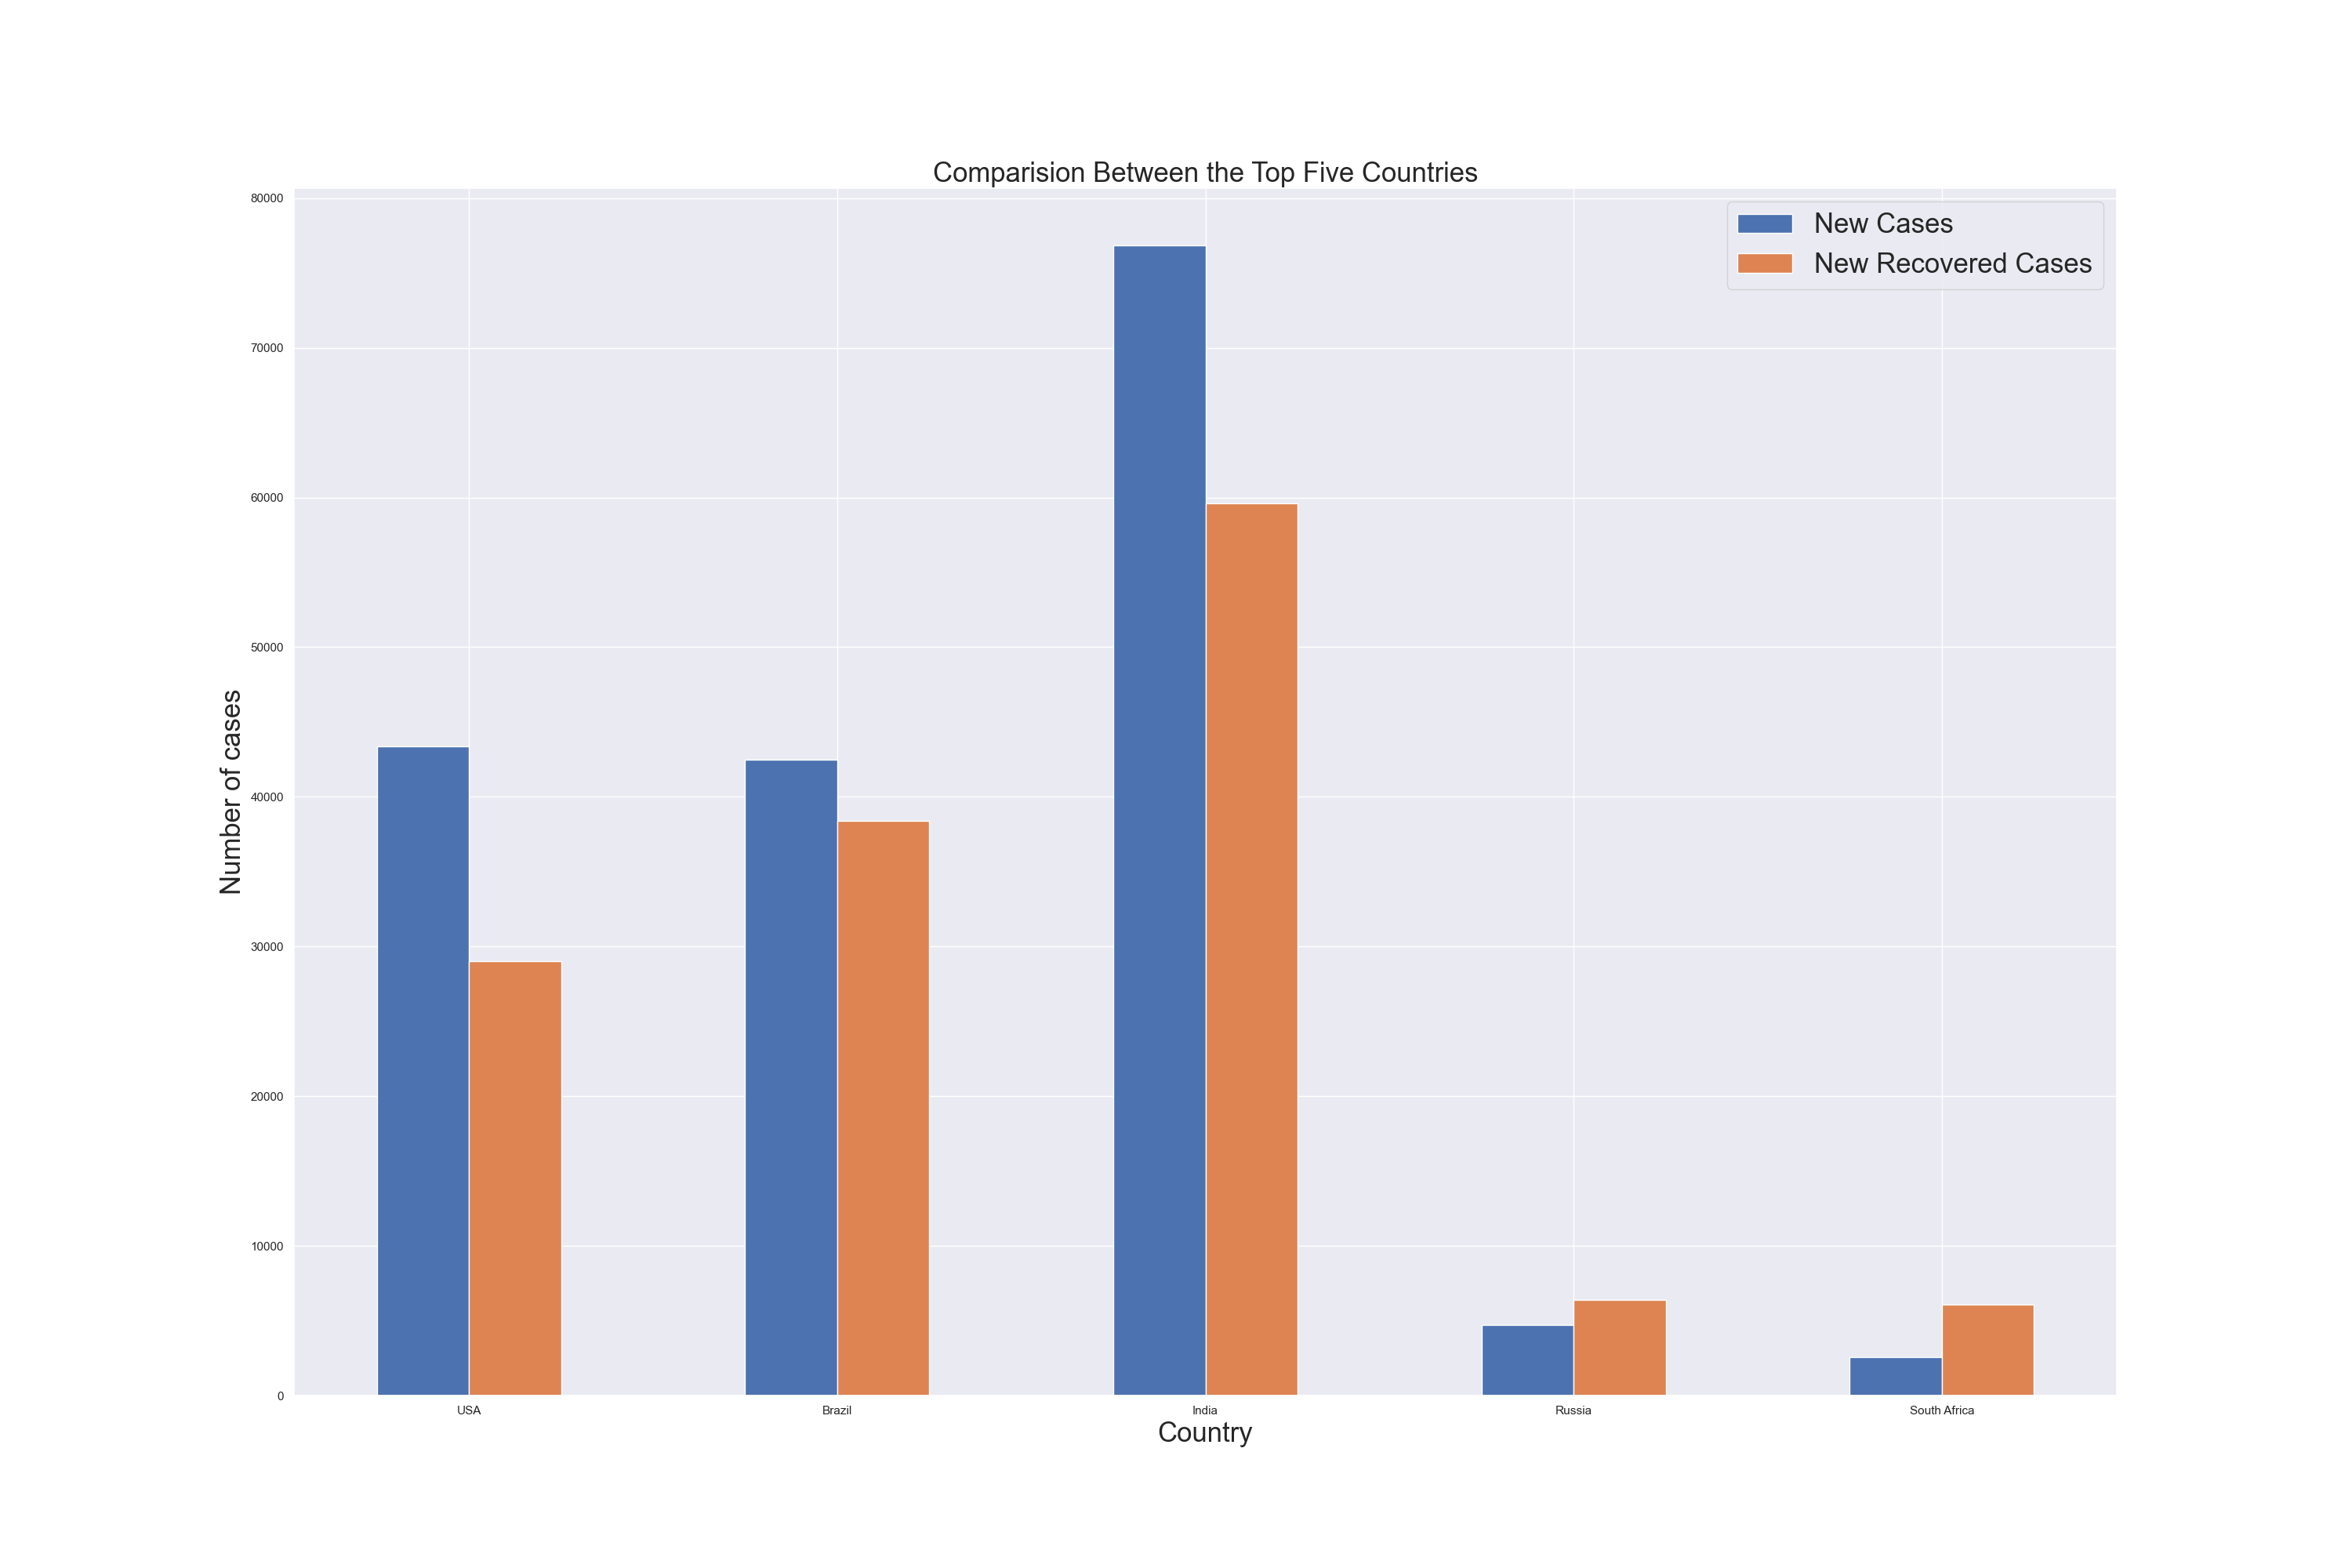 Comparision Between the Top Five Countries
New Cases
New Recovered Cases
80000
70000
60000
50000
40000
30000
20000
10000
0
Number of cases
USA Brazil India Russia South Africa
Country